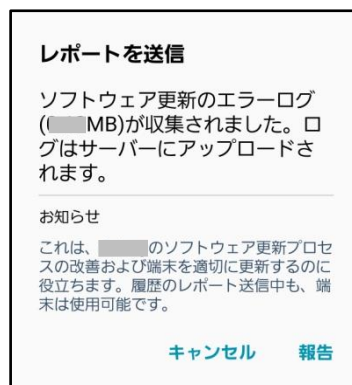 レポートを送信
ソフトウェア更新のエラーログ
(MB)が収集されました。ロ
グはサーバーにアップロードさ
れます。
お知らせ
これは、のソフトウェア更新プロセ
スの改善および端末を適切に更新するのに
役立ちます。履歴のレポート送信中も、端
末は使用可能です。
キャンセル 報告